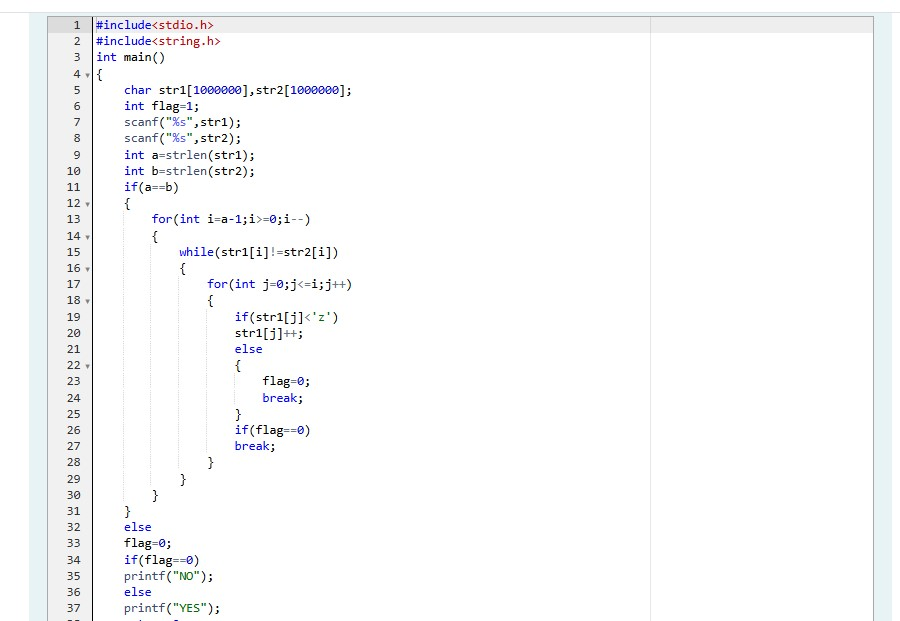 1 #include<stdio.h>
2 #include<string.h>
3 int main()
4 {
5 char str1[1000000],str2[1000000];
6 int flag=1;
7 scanf("%s",str1);
8 scanf("%s",str2);
9 int a=strlen(str1);
10 int b=strlen(str2);
11 if(a==b)
12 {
13 for(int i=a-1;i>=0;i--)
14 {
15 while(str1[i]!=str2[i])
16 {
17 for(int j=0;j<=i;j++)
18 {
19 if(str1[j]<'z')
20 str1[j]++;
21 else
22 {
23 flag=0;
24 break;
25 }
26 if(flag==0)
27 break;
28 }
29 }
30 }
31 }
32 else
33 flag=0;
34 if(flag==0)
35 printf("NO");
36 else
37 printf("YES");